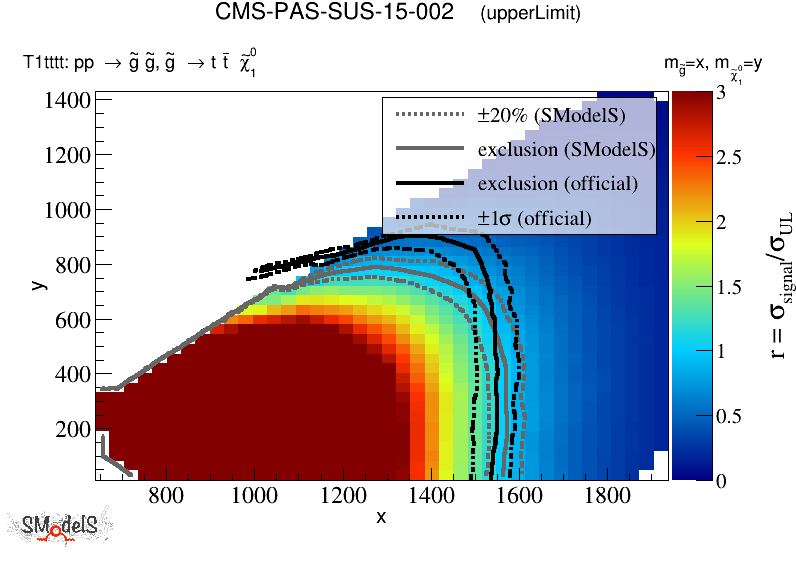 CMS-PAS-SUS-15-002 (upperLimit)
T1tttt: pp → g̃ g̃, g̃ → t t̄ χ̃₁⁰
m_g̃=x, m_χ̃₁⁰=y
±20% (SModelS)
exclusion (SModelS)
exclusion (official)
±1σ (official)
1400
1200
1000
800
600
400
200
y
800 1000 1200 1400 1600 1800
x
3
2.5
2
1.5
1
0.5
0
r = σ_signal/σ_UL
SModelS